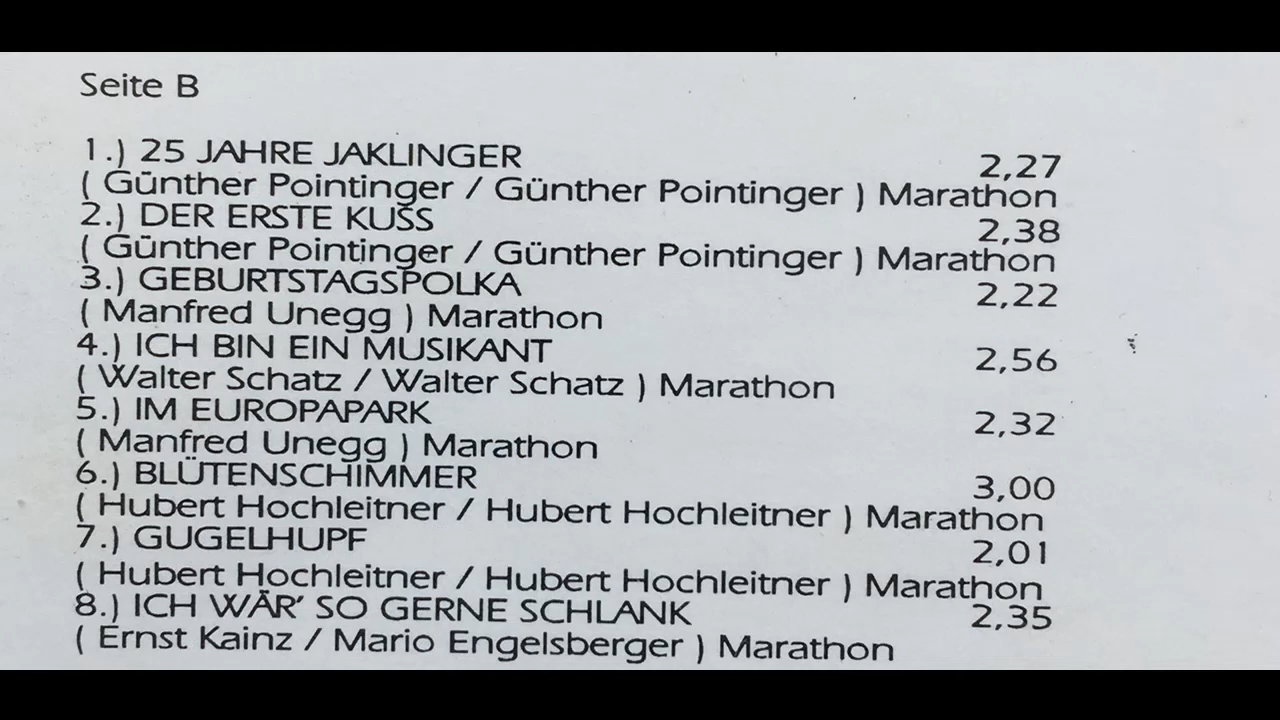 Seite B
1.) 25 JAHRE JAKLINGER 2,27
( Günther Pointinger / Günther Pointinger ) Marathon
2.) DER ERSTE KUSS 2,38
( Günther Pointinger / Günther Pointinger ) Marathon
3.) GEBURTSTAGSPOLKA 2,22
( Manfred Unegg ) Marathon
4.) ICH BIN EIN MUSIKANT 2,56
( Walter Schatz / Walter Schatz ) Marathon
5.) IM EUROPAPARK 2,32
( Manfred Unegg ) Marathon
6.) BLÜTENSCHIMMER 3,00
( Hubert Hochleitner / Hubert Hochleitner ) Marathon
7.) GUGELHUPF 2,01
( Hubert Hochleitner / Hubert Hochleitner ) Marathon
8.) ICH WÄR' SO GERNE SCHLANK 2,35
( Ernst Kainz / Mario Engelsberger ) Marathon